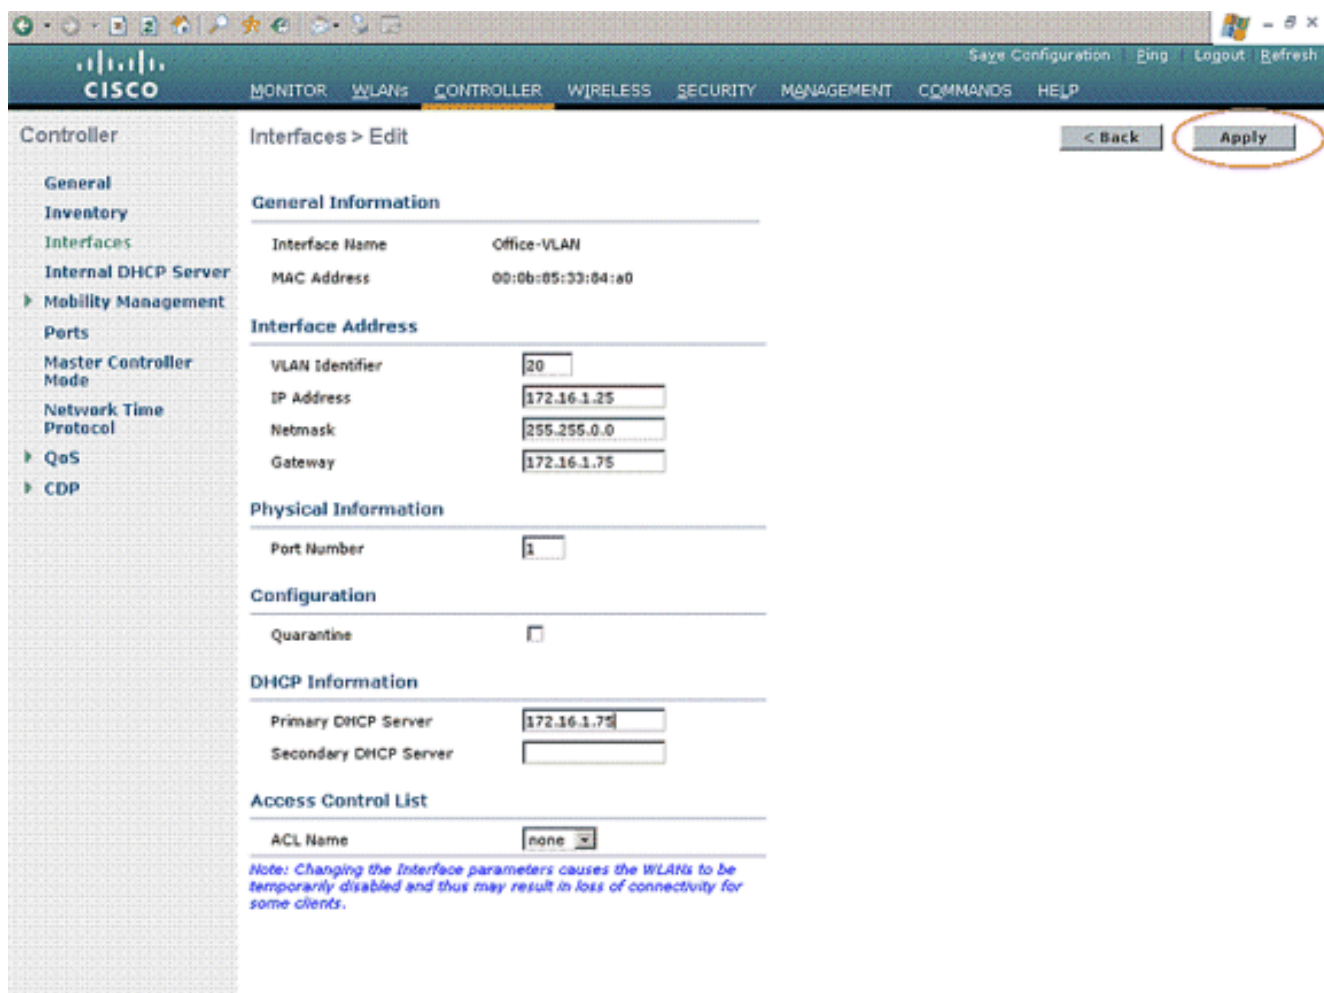 Save Configuration Ping Logout Refresh
CISCO
MONITOR WLANs CONTROLLER WIRELESS SECURITY MANAGEMENT COMMANDS HELP
Controller
General
Inventory
Interfaces
Internal DHCP Server
Mobility Management
Ports
Master Controller
Mode
Network Time
Protocol
QoS
CDP
Interfaces > Edit
< Back
Apply
General Information
Interface Name Office-VLAN
MAC Address 00:0b:85:33:84:a0
Interface Address
VLAN Identifier 20
IP Address 172.16.1.25
Netmask 255.255.0.0
Gateway 172.16.1.75
Physical Information
Port Number 1
Configuration
Quarantine
DHCP Information
Primary DHCP Server 172.16.1.75
Secondary DHCP Server
Access Control List
ACL Name none
Note: Changing the Interface parameters causes the WLANs to be
temporarily disabled and thus may result in loss of connectivity for
some clients.